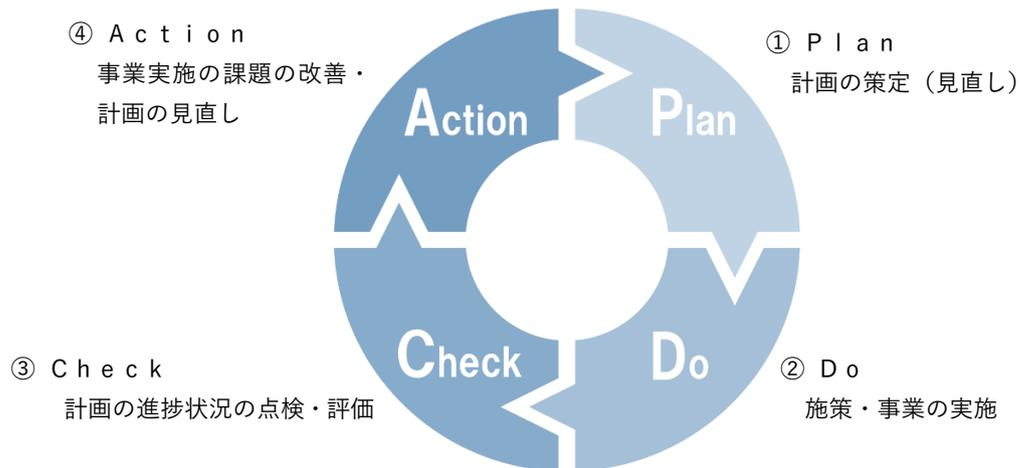 ① Ｐｌａｎ
計画の策定（見直し）
② Ｄｏ
施策・事業の実施
③ Ｃｈｅｃｋ
計画の進捗状況の点検・評価
④ Ａｃｔｉｏｎ
事業実施の課題の改善・
計画の見直し
Action
Plan
Check
Do